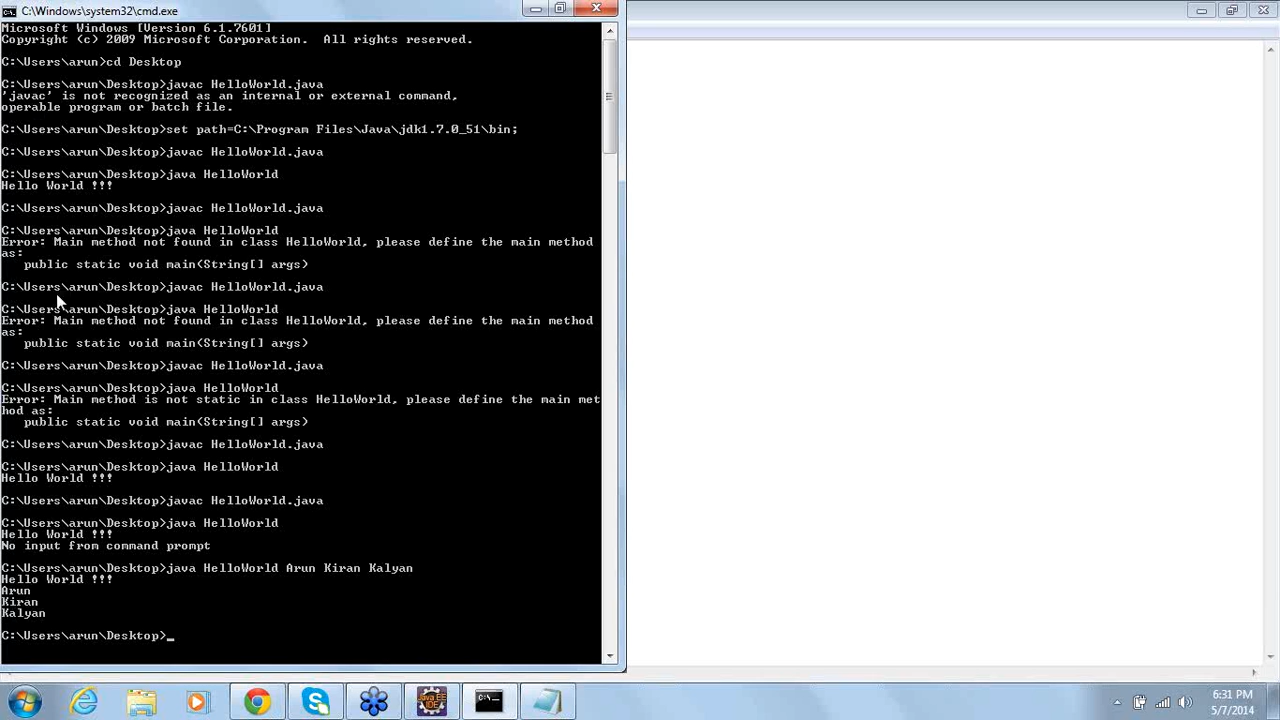 C:\Windows\system32\cmd.exe
Microsoft Windows [Version 6.1.7601]
Copyright (c) 2009 Microsoft Corporation.  All rights reserved.
C:\Users\arun>cd Desktop
C:\Users\arun\Desktop>javac HelloWorld.java
'javac' is not recognized as an internal or external command,
operable program or batch file.
C:\Users\arun\Desktop>set path=C:\Program Files\Java\jdk1.7.0_51\bin;
C:\Users\arun\Desktop>javac HelloWorld.java
C:\Users\arun\Desktop>java HelloWorld
Hello World !!!
C:\Users\arun\Desktop>javac HelloWorld.java
C:\Users\arun\Desktop>java HelloWorld
Error: Main method not found in class HelloWorld, please define the main method
as:
   public static void main(String[] args)
C:\Users\arun\Desktop>javac HelloWorld.java
C:\Users\arun\Desktop>java HelloWorld
Error: Main method not found in class HelloWorld, please define the main method
as:
   public static void main(String[] args)
C:\Users\arun\Desktop>javac HelloWorld.java
C:\Users\arun\Desktop>java HelloWorld
Error: Main method is not static in class HelloWorld, please define the main met
hod as:
   public static void main(String[] args)
C:\Users\arun\Desktop>javac HelloWorld.java
C:\Users\arun\Desktop>java HelloWorld
Hello World !!!
C:\Users\arun\Desktop>javac HelloWorld.java
C:\Users\arun\Desktop>java HelloWorld
Hello World !!!
No input from command prompt
C:\Users\arun\Desktop>java HelloWorld Arun Kiran Kalyan
Hello World !!!
Arun
Kiran
Kalyan
C:\Users\arun\Desktop>_
Java EE
IDE
C:\.
6:31 PM
5/7/2014